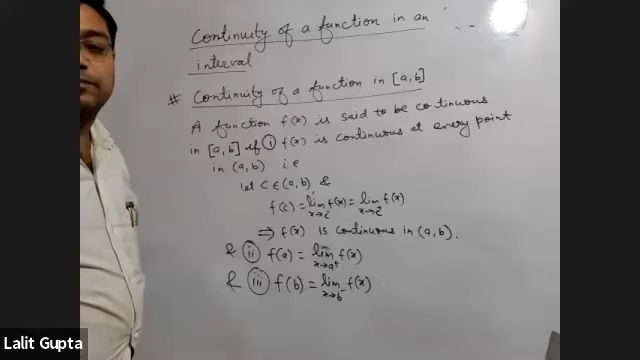 Continuity of a function in an
interval
# Continuity of a function in [a,b]
A function f(x) is said to be continuous
in [a,b] if (i) f(x) is continuous at every point
in (a,b) i.e.
let C ∈ (a,b) &
f(c) = lim x→c⁻ f(x) = lim x→c⁺ f(x)
⇒ f(x) is continuous in (a,b).
& (ii) f(a) = lim x→a⁺ f(x)
& (iii) f(b) = lim x→b⁻ f(x)
Lalit Gupta